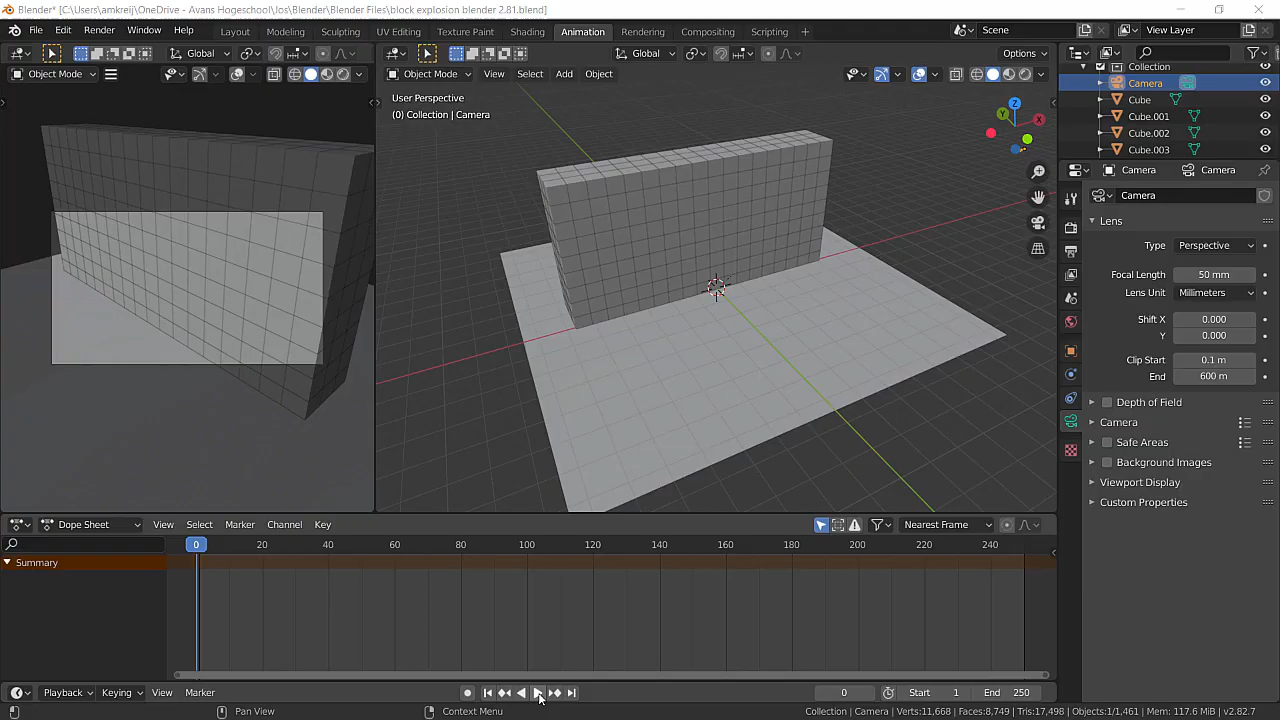 Blender* [C:\Users\amkreij\OneDrive - Avans Hogeschool\Jos\Blender\Blender Files\block explosion blender 2.81.blend]
File Edit Render Window Help Layout Modeling Sculpting UV Editing Texture Paint Shading Animation Rendering Compositing Scripting + Scene View Layer
Global Global Options
Object Mode Object Mode View Select Add Object
User Perspective
(0) Collection | Camera
Z
Y
X
Collection
Camera
Cube
Cube.001
Cube.002
Cube.003
Camera Camera
Camera
Lens
Type Perspective
Focal Length 50 mm
Lens Unit Millimeters
Shift X 0.000
Y 0.000
Clip Start 0.1 m
End 600 m
Depth of Field
Camera
Safe Areas
Background Images
Viewport Display
Custom Properties
Dope Sheet View Select Marker Channel Key Nearest Frame
0 20 40 60 80 100 120 140 160 180 200 220 240
Summary
Playback Keying View Marker 0 Start 1 End 250
Pan View Context Menu Collection | Camera | Verts:11,668 | Faces:8,749 | Tris:17,498 | Objects:1/1,461 | Mem: 117.6 MiB | v2.82.7